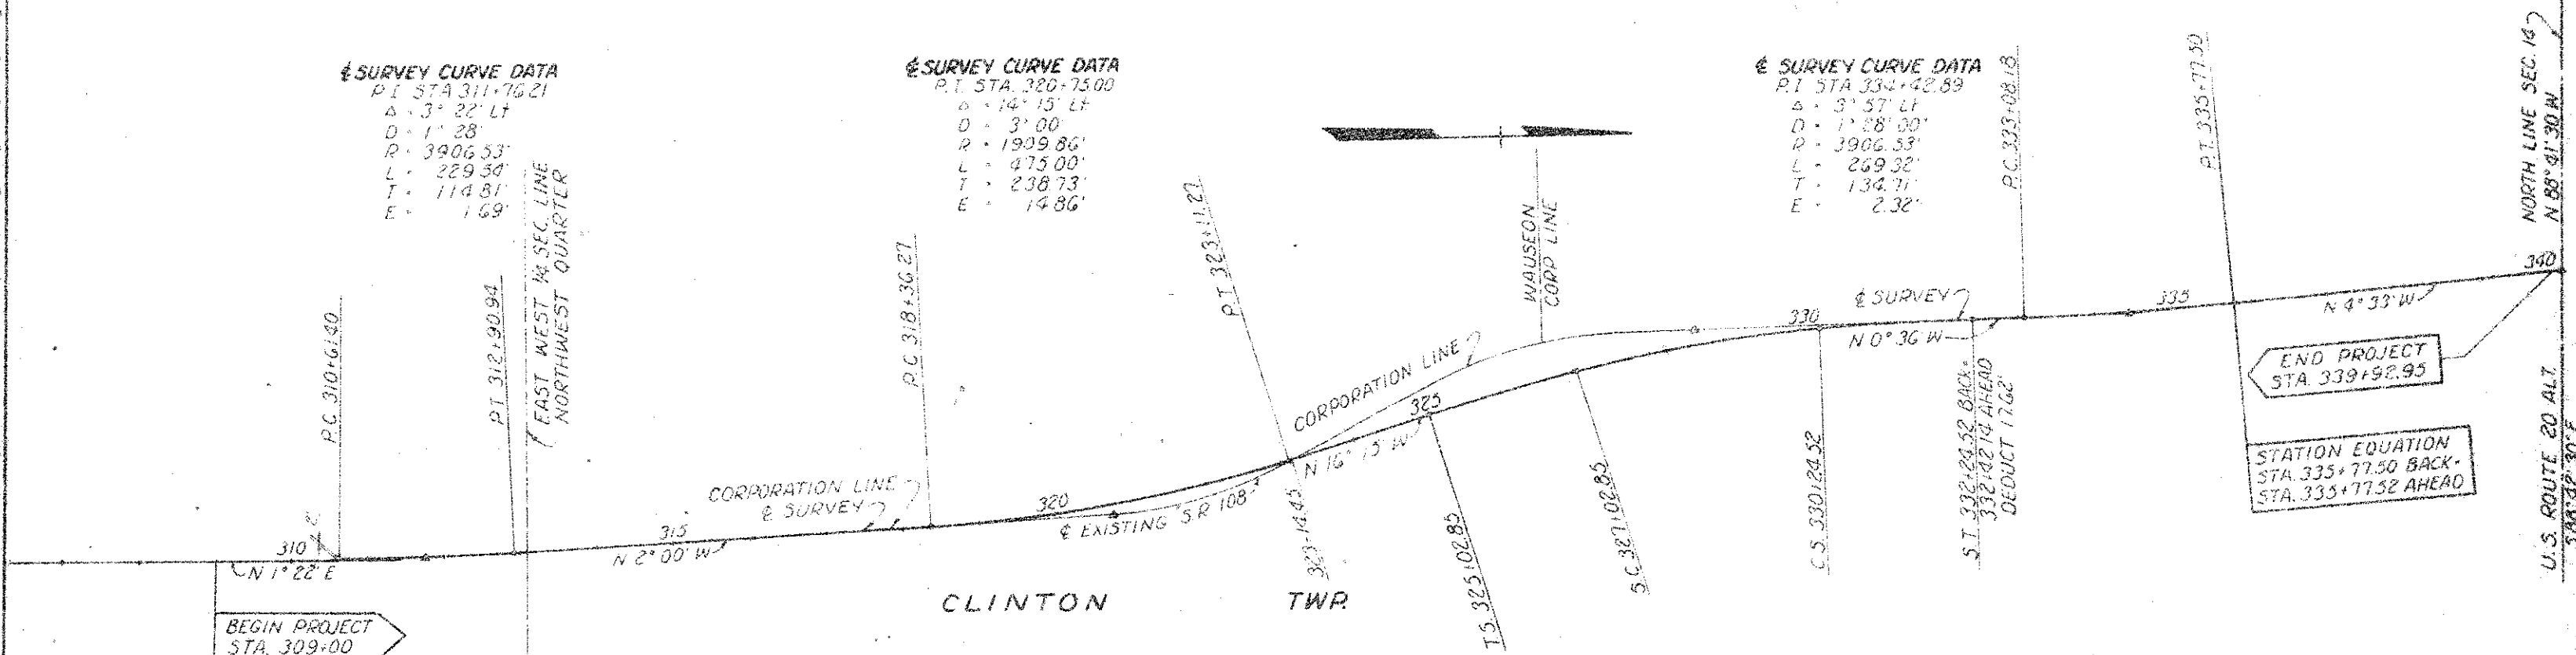 ℄ SURVEY CURVE DATA
P.I. STA 311+76.21
Δ = 3° 22' Lt
D = 1° 28'
R = 3906.53'
L = 229.54'
T = 114.81'
E = 1.69'
℄ SURVEY CURVE DATA
P.I. STA. 320+75.00
Δ = 14° 15' Lt
D = 3° 00'
R = 1909.86'
L = 475.00'
T = 238.73'
E = 14.86'
℄ SURVEY CURVE DATA
P.I. STA 334+42.89
Δ = 3° 57' Lt
D = 1° 28' 00"
R = 3906.53'
L = 269.32'
T = 134.71'
E = 2.32'
P.C. 310+61.40
P.T. 312+90.94
EAST WEST 1/4 SEC. LINE
NORTHWEST QUARTER
P.C. 318+36.27
P.T. 323+11.27
WAUSEON
CORP LINE
P.C. 333+08.18
P.T. 335+77.50
NORTH LINE SEC. 14
N 88° 41' 30" W
310
N 1° 22' E
315
N 2° 00' W
CORPORATION LINE
℄ SURVEY
320
℄ EXISTING S.R. 108
323+14.45
CORPORATION LINE
N 16° 15' W
325
T.S. 325+02.85
S.C. 327+02.85
330
C.S. 330+24.52
℄ SURVEY
N 0° 36' W
S.T. 332+24.52 BACK=
332+42.14 AHEAD
DEDUCT 17.62'
335
N 4° 33' W
340
END PROJECT
STA. 339+92.95
STATION EQUATION
STA. 335+77.50 BACK=
STA. 335+77.52 AHEAD
U.S. ROUTE 20 ALT.
CLINTON TWP.
BEGIN PROJECT
STA. 309+00